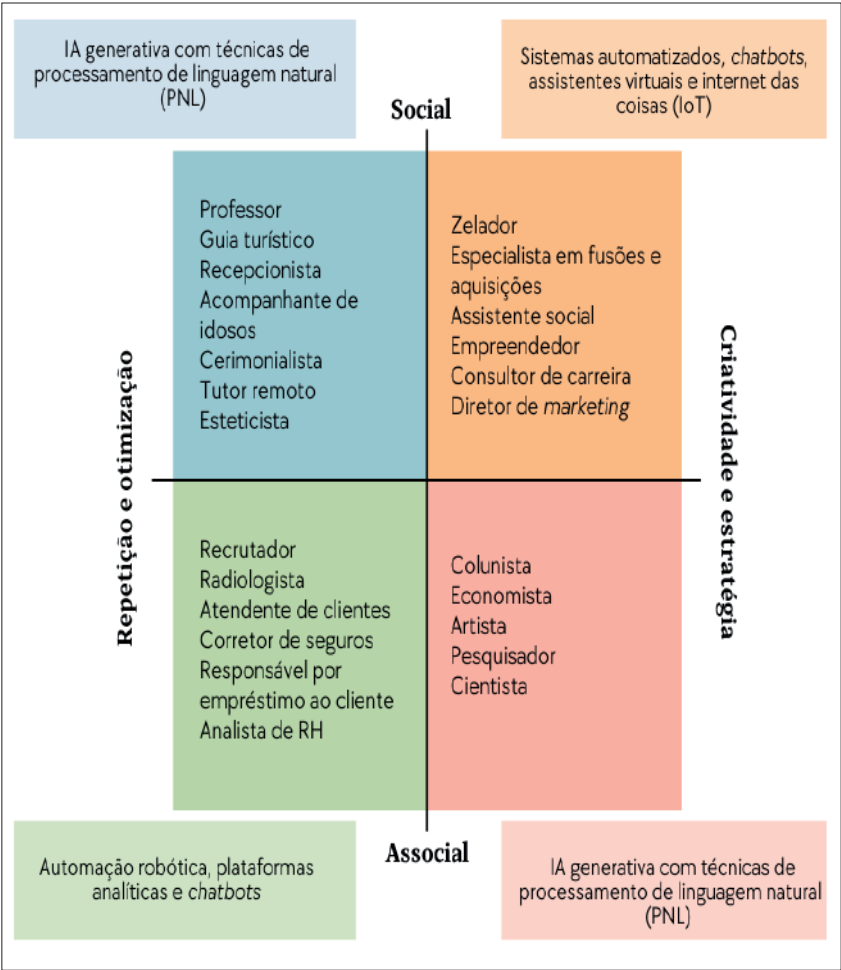 IA generativa com técnicas de
processamento de linguagem natural
(PNL)
Sistemas automatizados, chatbots,
assistentes virtuais e internet das
coisas (IoT)
Social
Professor
Guia turístico
Recepcionista
Acompanhante de
idosos
Cerimonialista
Tutor remoto
Esteticista
Zelador
Especialista em fusões e
aquisições
Assistente social
Empreendedor
Consultor de carreira
Diretor de marketing
Repetição e otimização
Criatividade e estratégia
Recrutador
Radiologista
Atendente de clientes
Corretor de seguros
Responsável por
empréstimo ao cliente
Analista de RH
Colunista
Economista
Artista
Pesquisador
Cientista
Associal
Automação robótica, plataformas
analíticas e chatbots
IA generativa com técnicas de
processamento de linguagem natural
(PNL)